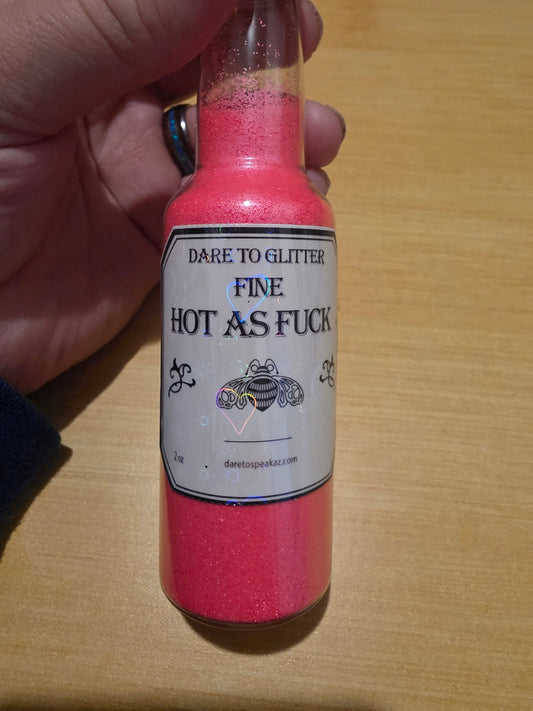 DARE TO GLITTER
FINE
HOT AS FUCK
2 oz
daretospeakaz.com